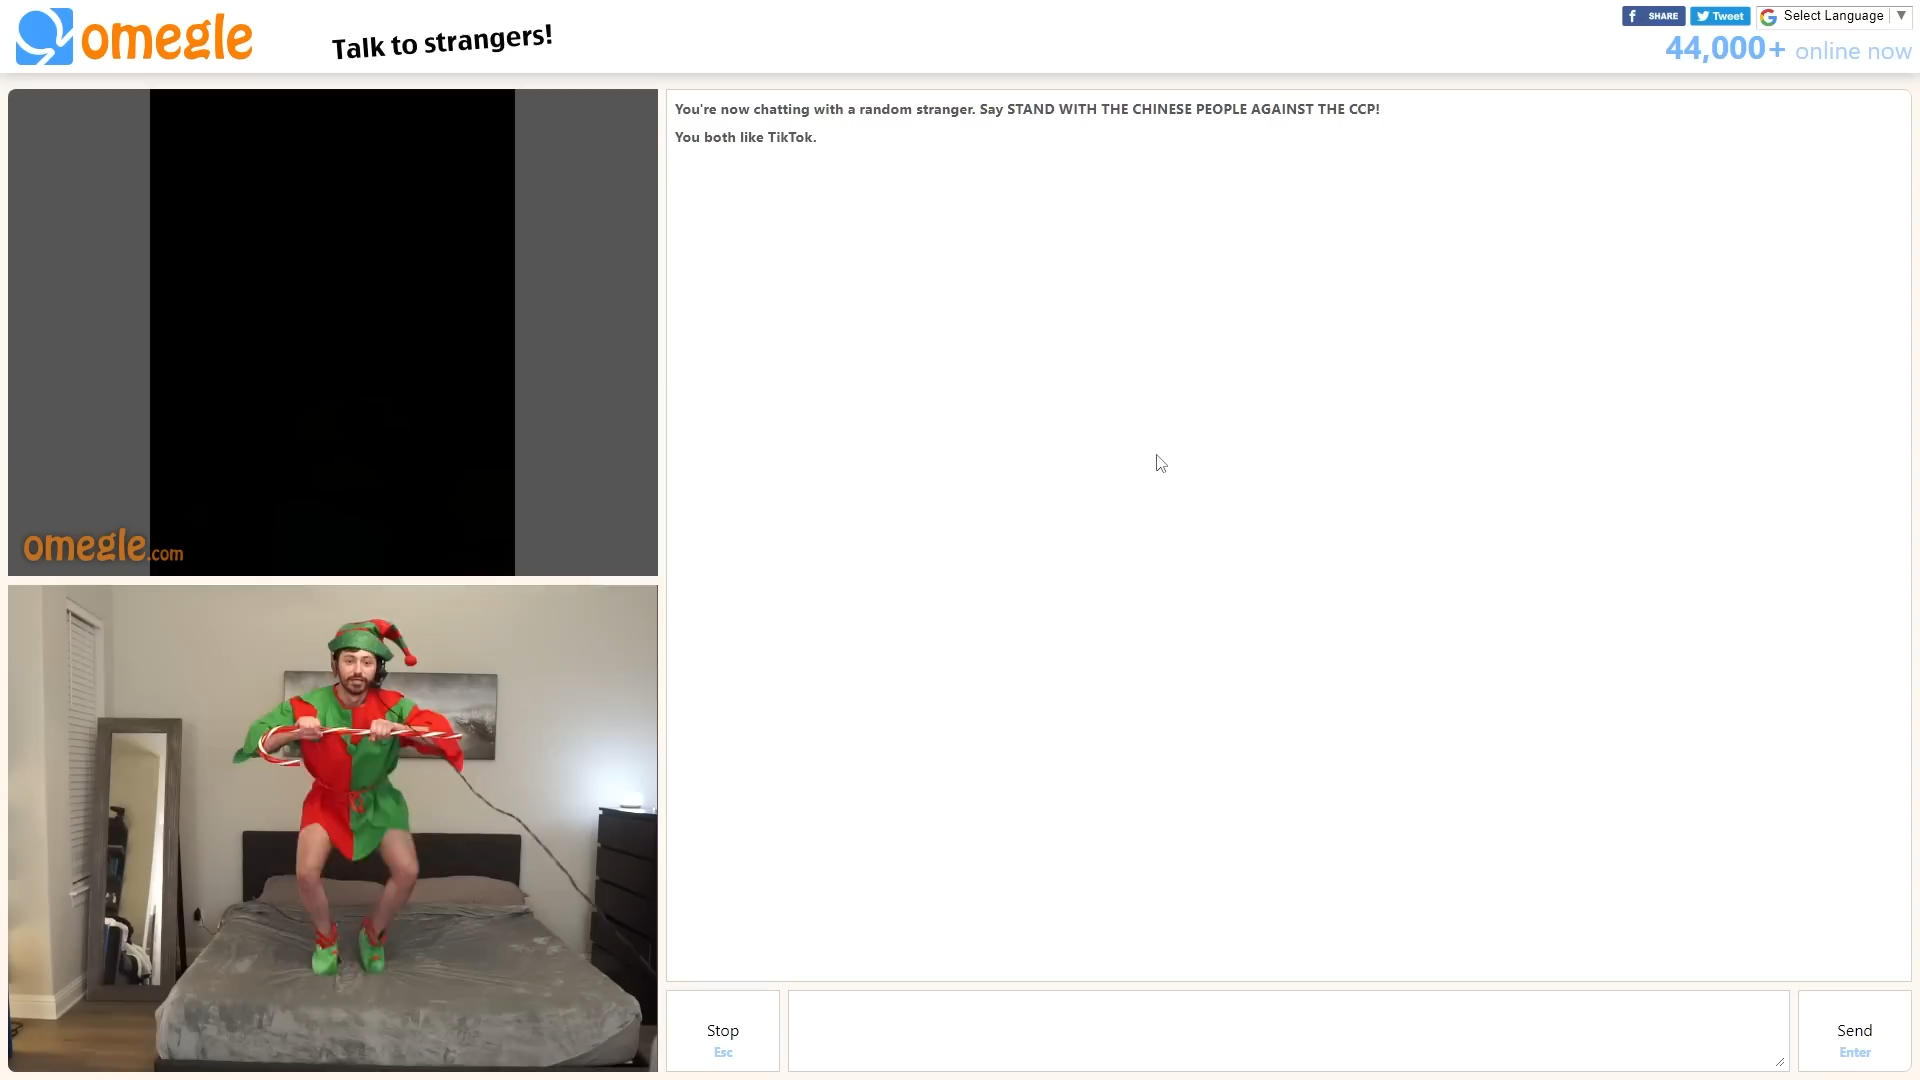 omegle
Talk to strangers!
SHARE
Tweet
Select Language
44,000+ online now
You're now chatting with a random stranger. Say STAND WITH THE CHINESE PEOPLE AGAINST THE CCP!
You both like TikTok.
omegle.com
Stop
Esc
Send
Enter